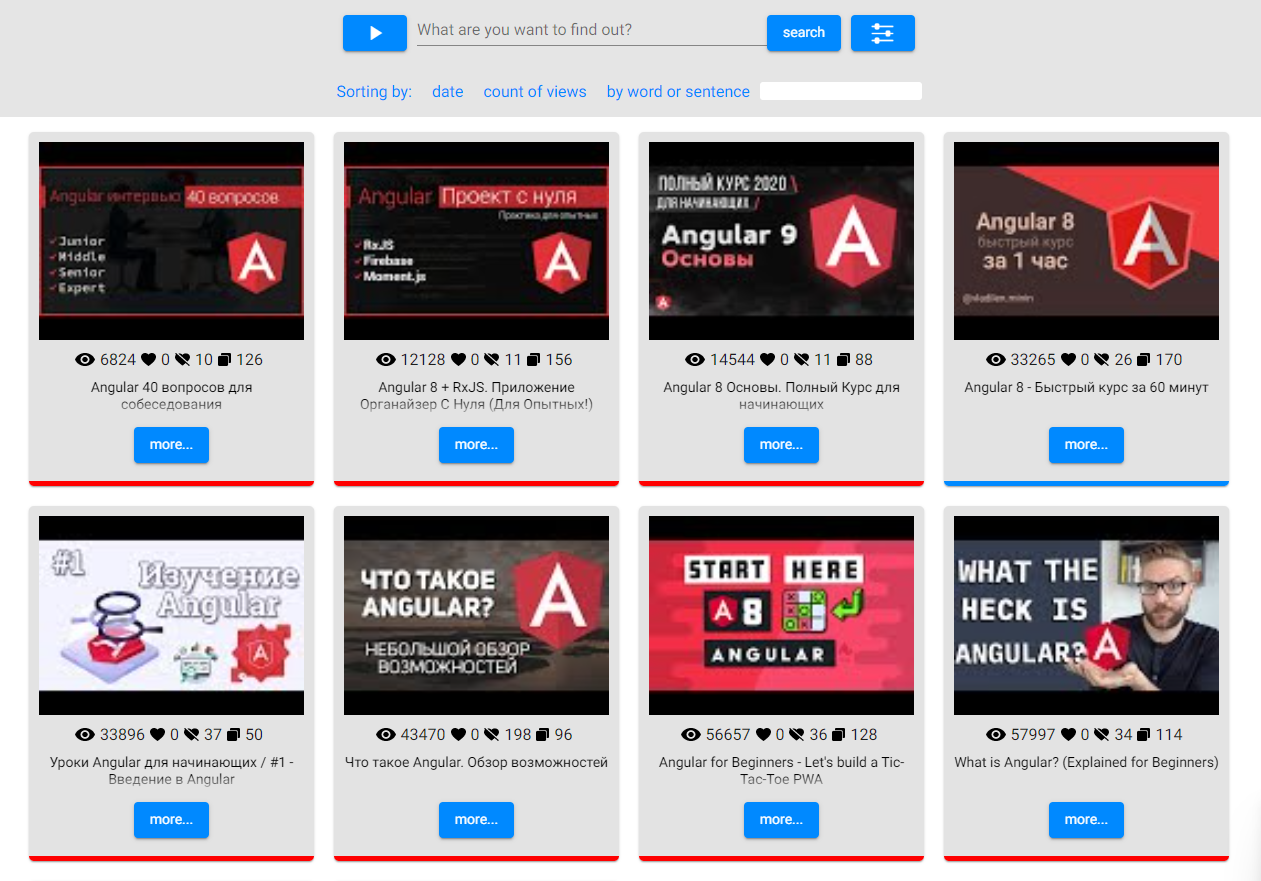 What are you want to find out?
search
Sorting by: date count of views by word or sentence
Angular интервью 40 вопросов
Junior
Middle
Senior
Expert
6824 0 10 126
Angular 40 вопросов для
собеседования
more...
Angular Проект с нуля
Практика для опытных
RxJS
Firebase
Moment.js
12128 0 11 156
Angular 8 + RxJS. Приложение
Органайзер С Нуля (Для Опытных!)
more...
ПОЛНЫЙ КУРС 2020 \
ДЛЯ НАЧИНАЮЩИХ /
Angular 9
Основы
A
14544 0 11 88
Angular 8 Основы. Полный Курс для
начинающих
more...
Angular 8
быстрый курс
за 1 час
@vladilen.minin
33265 0 26 170
Angular 8 - Быстрый курс за 60 минут
more...
#1
Изучение
Angular
33896 0 37 50
Уроки Angular для начинающих / #1 -
Введение в Angular
more...
ЧТО ТАКОЕ
ANGULAR?
НЕБОЛЬШОЙ ОБЗОР
ВОЗМОЖНОСТЕЙ
43470 0 198 96
Что такое Angular. Обзор возможностей
more...
START HERE
A 8
ANGULAR
56657 0 36 128
Angular for Beginners - Let's build a Tic-
Tac-Toe PWA
more...
WHAT THE
HECK IS
ANGULAR?
57997 0 34 114
What is Angular? (Explained for Beginners)
more...